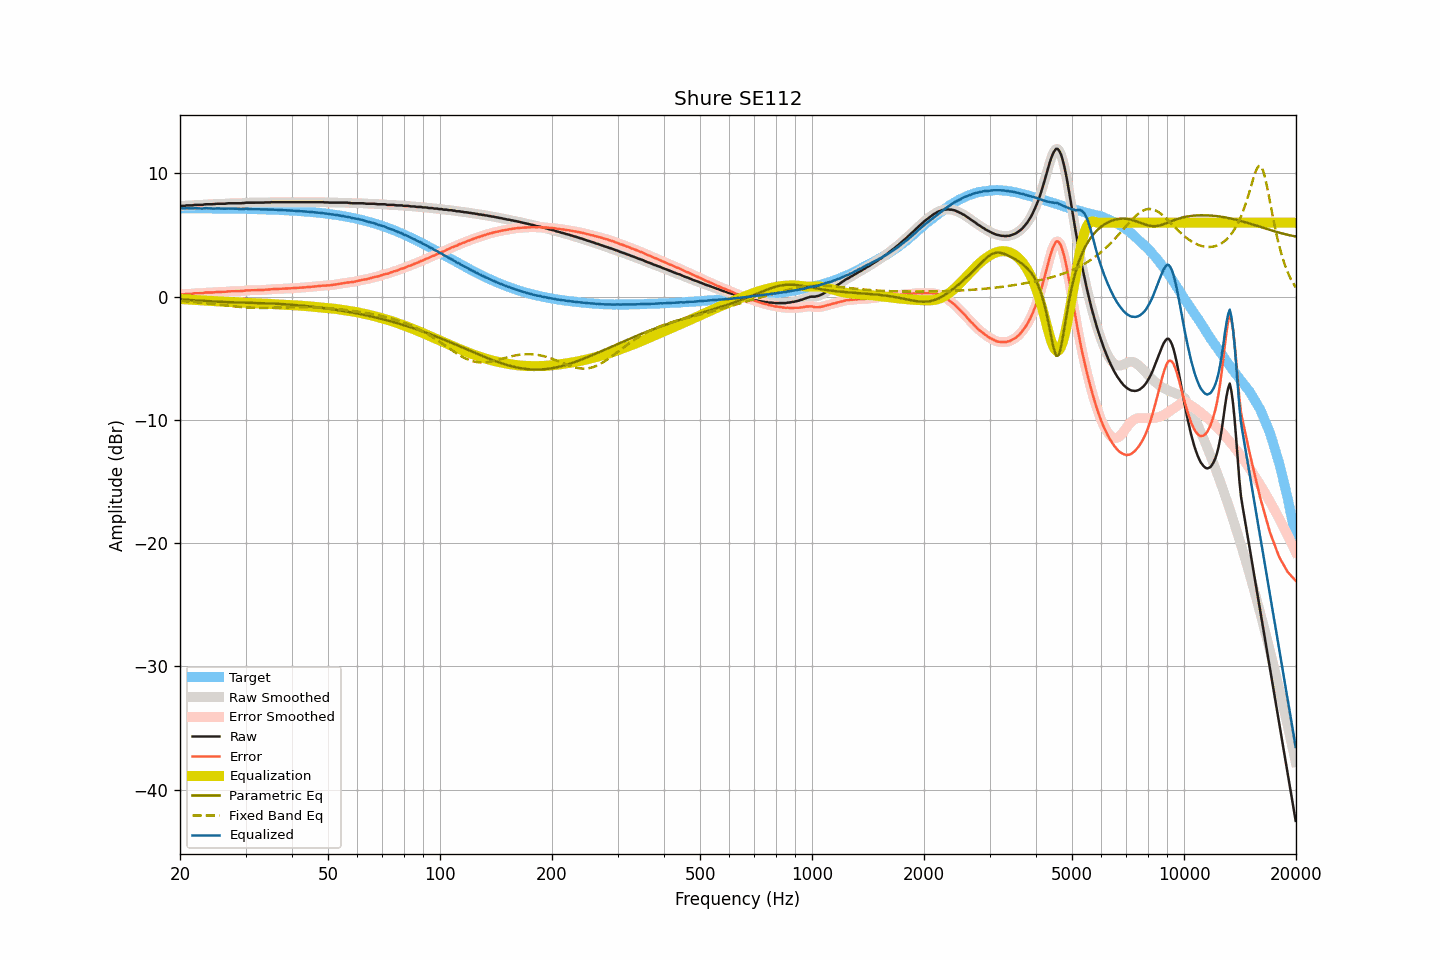 Shure SE112
Amplitude (dBr)
10
0
−10
−20
−30
−40
Target
Raw Smoothed
Error Smoothed
Raw
Error
Equalization
Parametric Eq
Fixed Band Eq
Equalized
20 50 100 200 500 1000 2000 5000 10000 20000
Frequency (Hz)